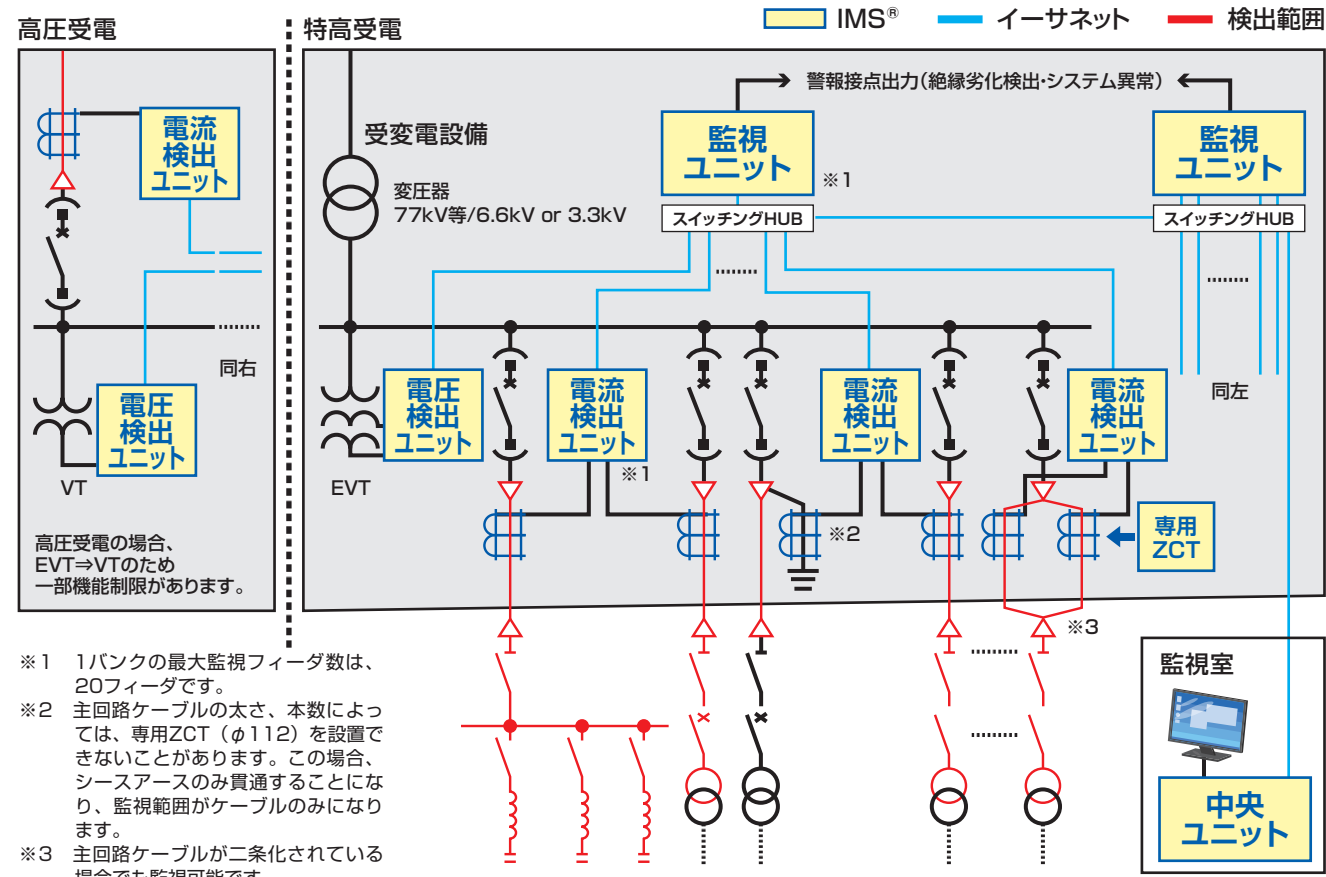 高圧受電
特高受電
IMS®
イーサネット
検出範囲
電流
検出
ユニット
同右
電圧
検出
ユニット
VT
高圧受電の場合、
EVT⇒VTのため
一部機能制限があります。
警報接点出力(絶縁劣化検出・システム異常)
受変電設備
変圧器
77kV等/6.6kV or 3.3kV
監視
ユニット
※1
スイッチングHUB
監視
ユニット
スイッチングHUB
同左
電圧
検出
ユニット
EVT
電流
検出
ユニット
※1
電流
検出
ユニット
※2
電流
検出
ユニット
専用
ZCT
※3
※1 1バンクの最大監視フィーダ数は、
20フィーダです。
※2 主回路ケーブルの太さ、本数によっ
ては、専用ZCT（φ112）を設置で
きないことがあります。この場合、
シースアースのみ貫通することにな
り、監視範囲がケーブルのみになり
ます。
※3 主回路ケーブルが二条化されている
場合でも監視可能です
監視室
中央
ユニット